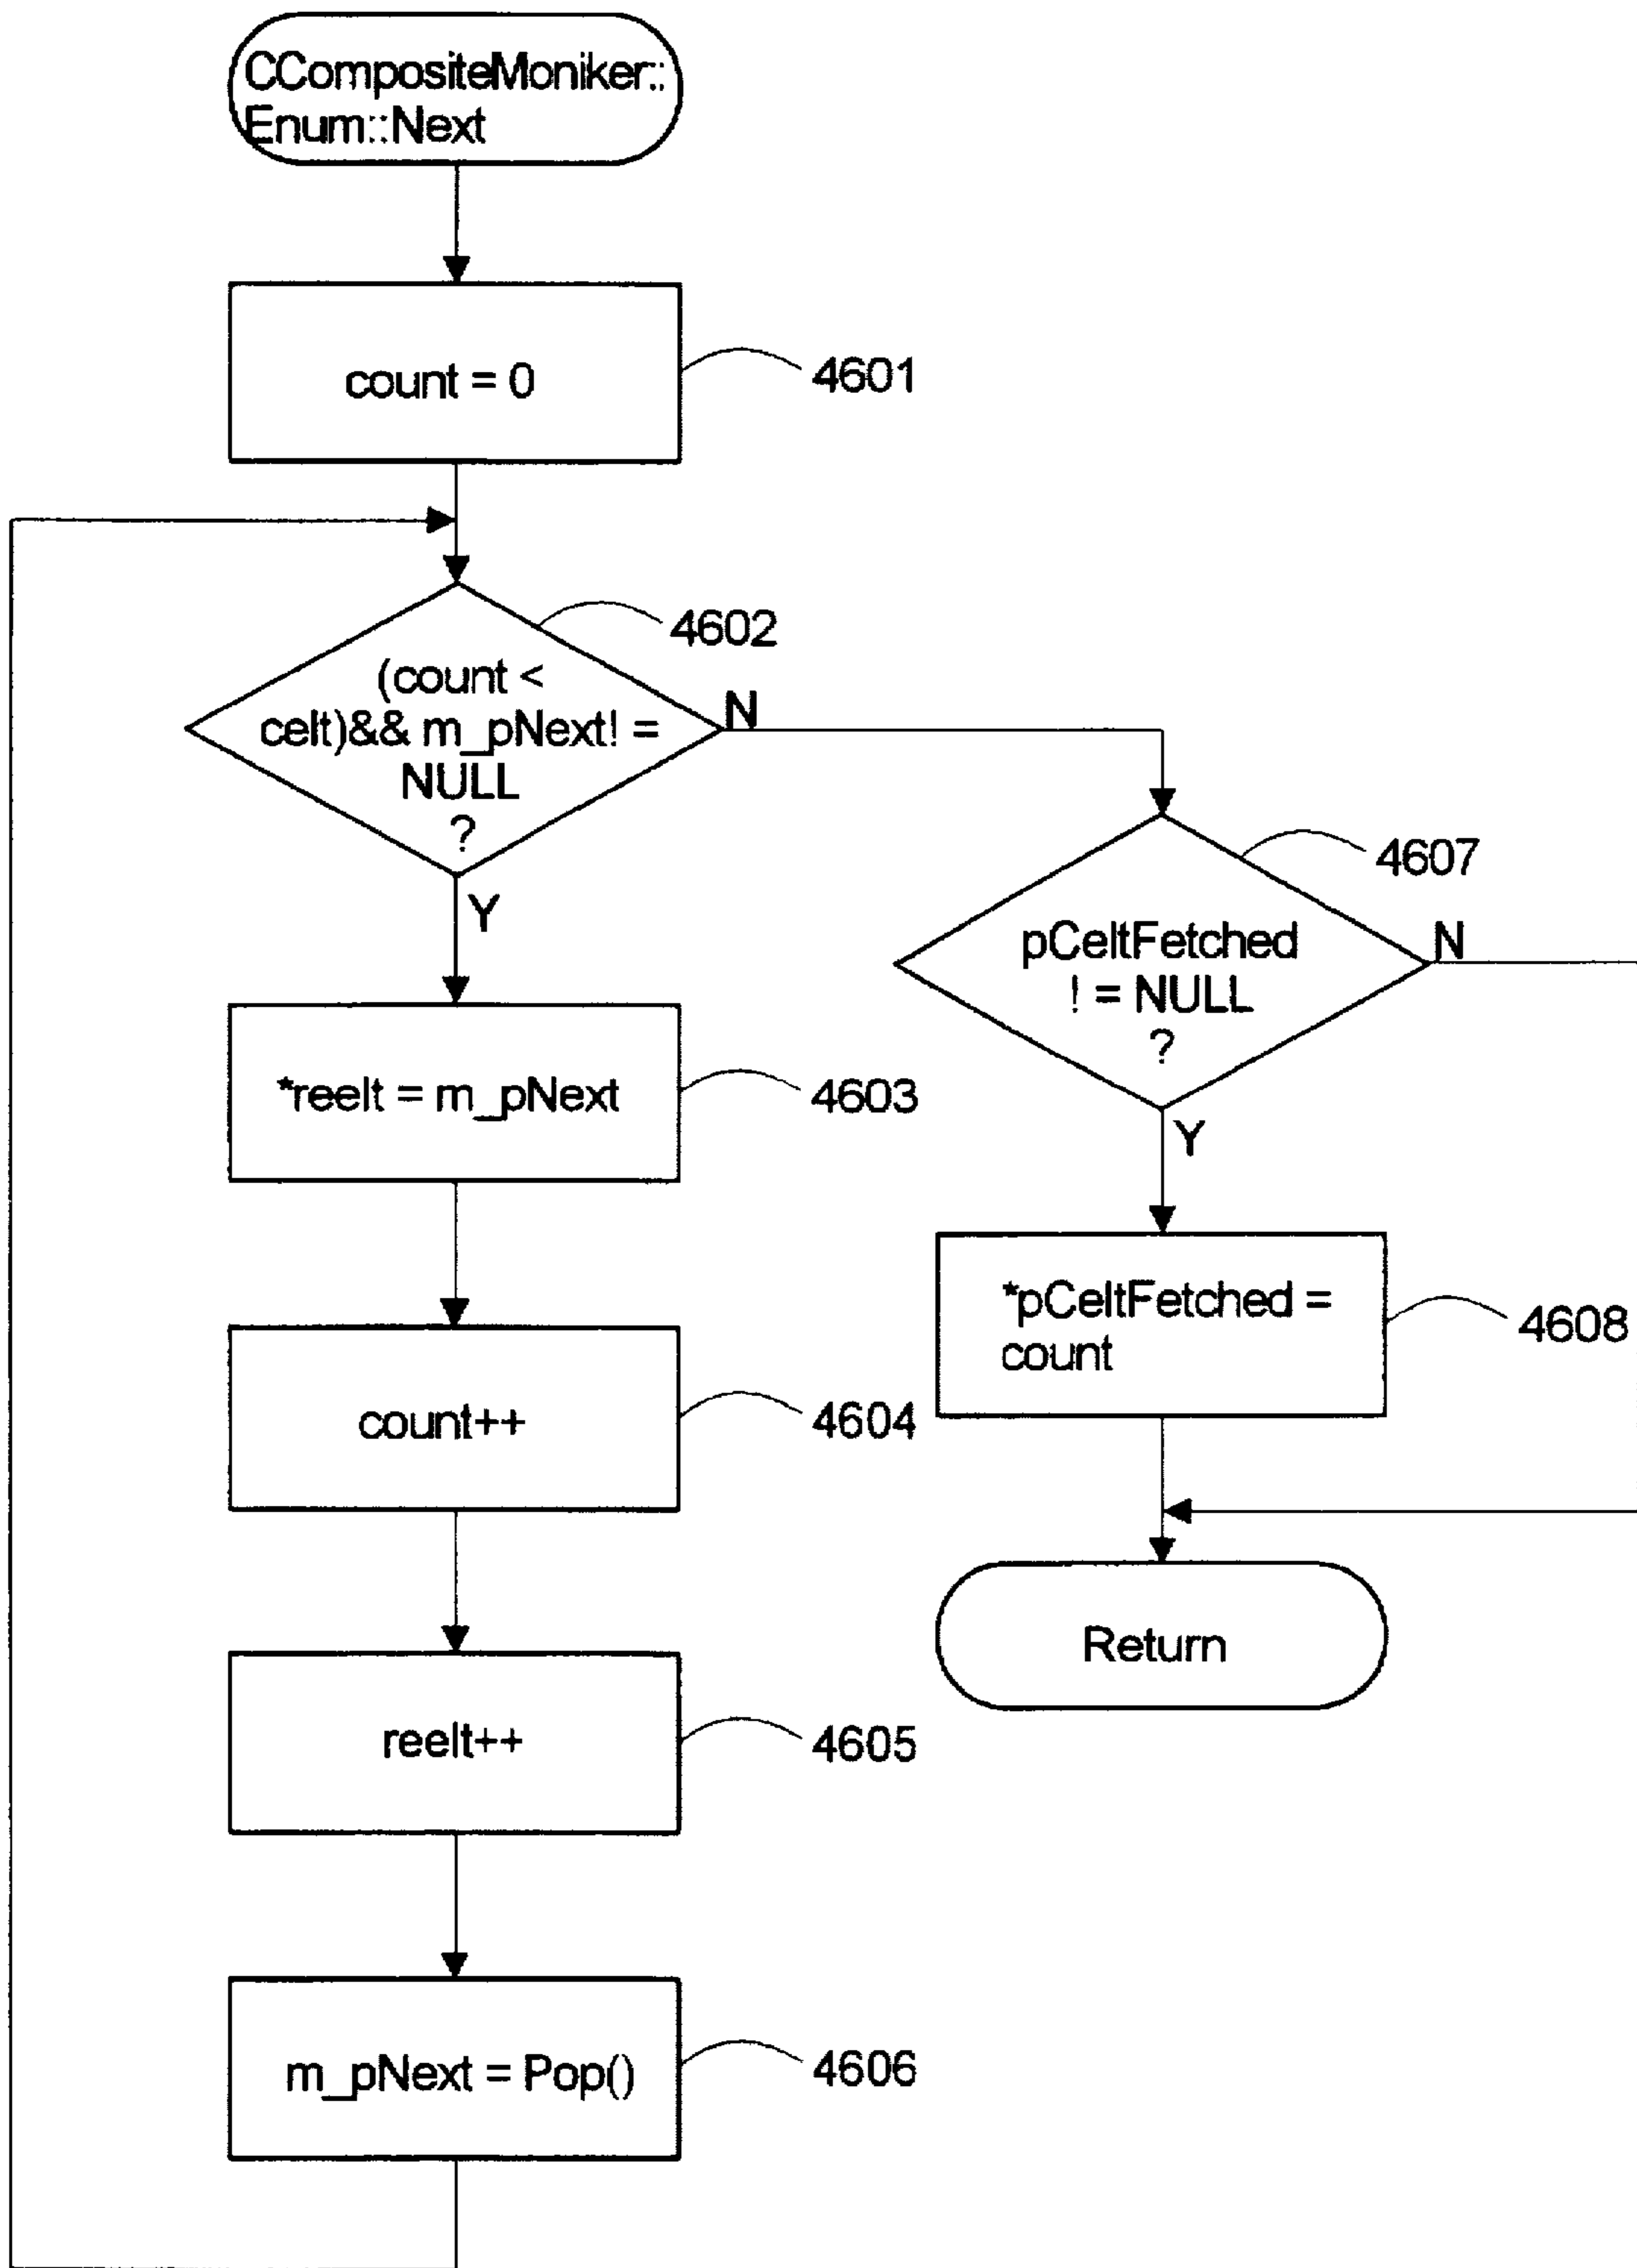 CCompositeMoniker::
Enum::Next
count = 0
4601
4602
(count <
celt)&& m_pNext! =
NULL
?
N
Y
4607
pCeltFetched
! = NULL
?
N
Y
*reelt = m_pNext
4603
*pCeltFetched =
count
4608
count++
4604
Return
reelt++
4605
m_pNext = Pop()
4606